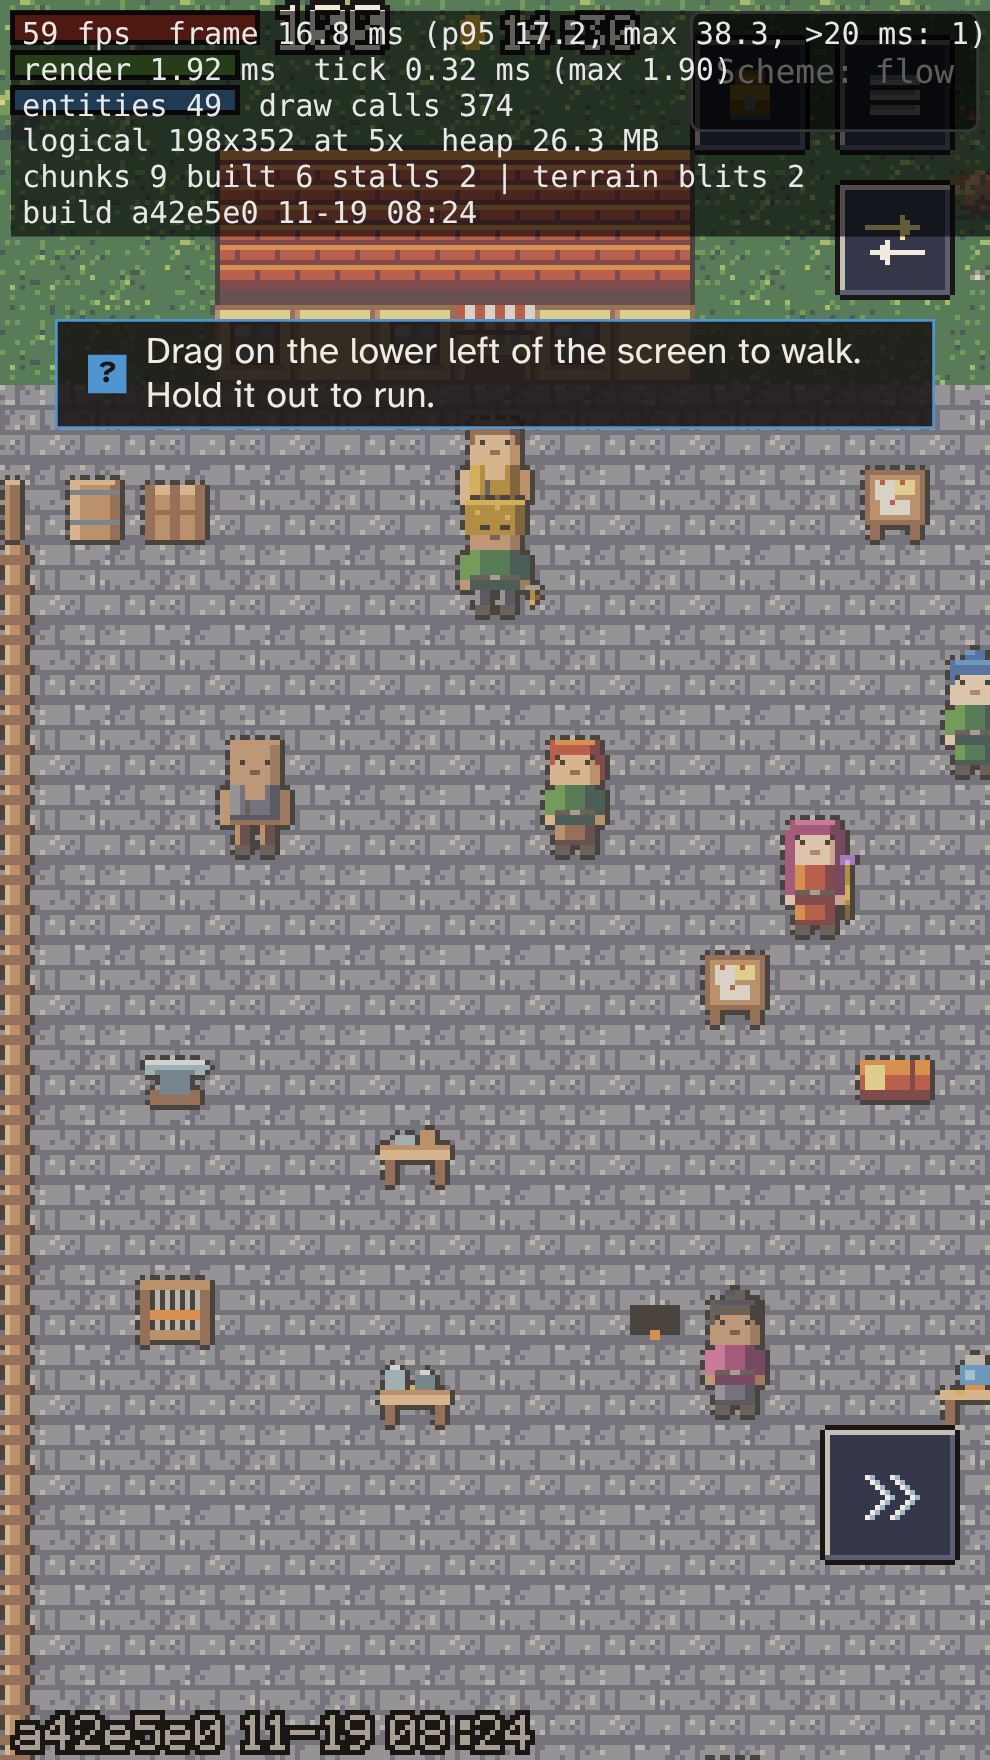 59 fps  frame 16.8 ms (p95 17.2, max 38.3, >20 ms: 1)
render 1.92 ms  tick 0.32 ms (max 1.90)
Scheme: flow
entities 49  draw calls 374
logical 198x352 at 5x  heap 26.3 MB
chunks 9 built 6 stalls 2 | terrain blits 2
build a42e5e0 11-19 08:24
?
Drag on the lower left of the screen to walk.
Hold it out to run.
a42e5e0 11-19 08:24